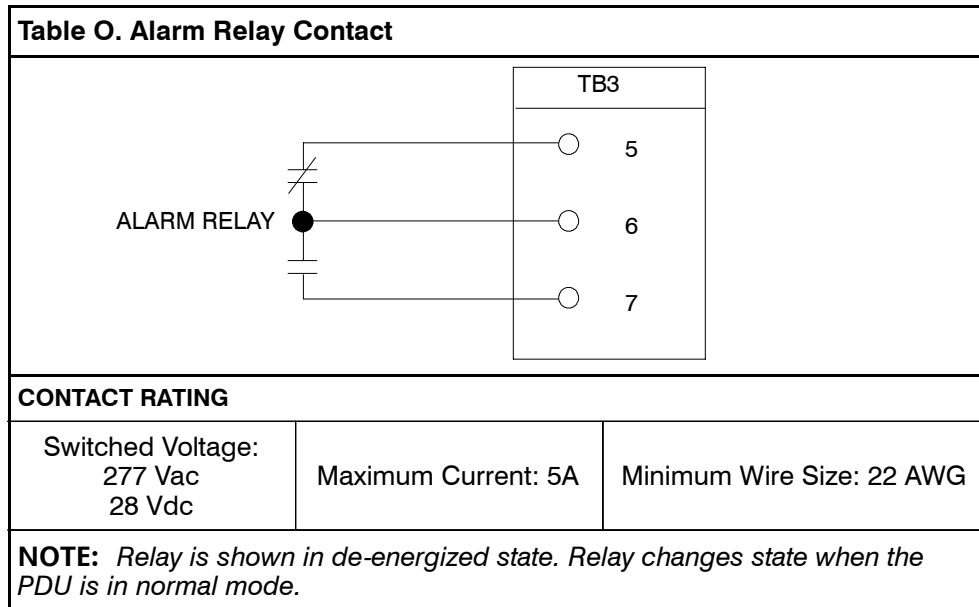 Table O. Alarm Relay Contact
TB3
5
ALARM RELAY
6
7
CONTACT RATING
Switched Voltage:
277 Vac
28 Vdc
Maximum Current: 5A
Minimum Wire Size: 22 AWG
NOTE: Relay is shown in de-energized state. Relay changes state when the
PDU is in normal mode.